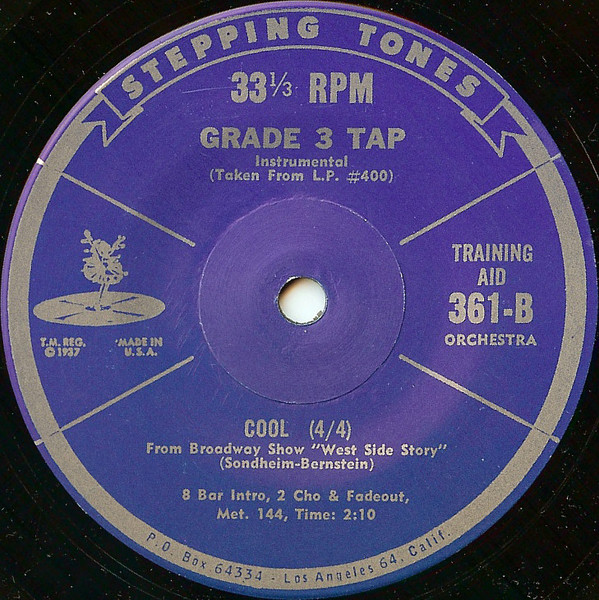 STEPPING TONES
33⅓ RPM
GRADE 3 TAP
Instrumental
(Taken From L.P. #400)
TRAINING
AID
361-B
ORCHESTRA
T.M. REG.
©1937
MADE IN
U.S.A.
COOL (4/4)
From Broadway Show "West Side Story"
(Sondheim-Bernstein)
8 Bar Intro, 2 Cho & Fadeout,
Met. 144, Time: 2:10
P.O. Box 64334 - Los Angeles 64, Calif.